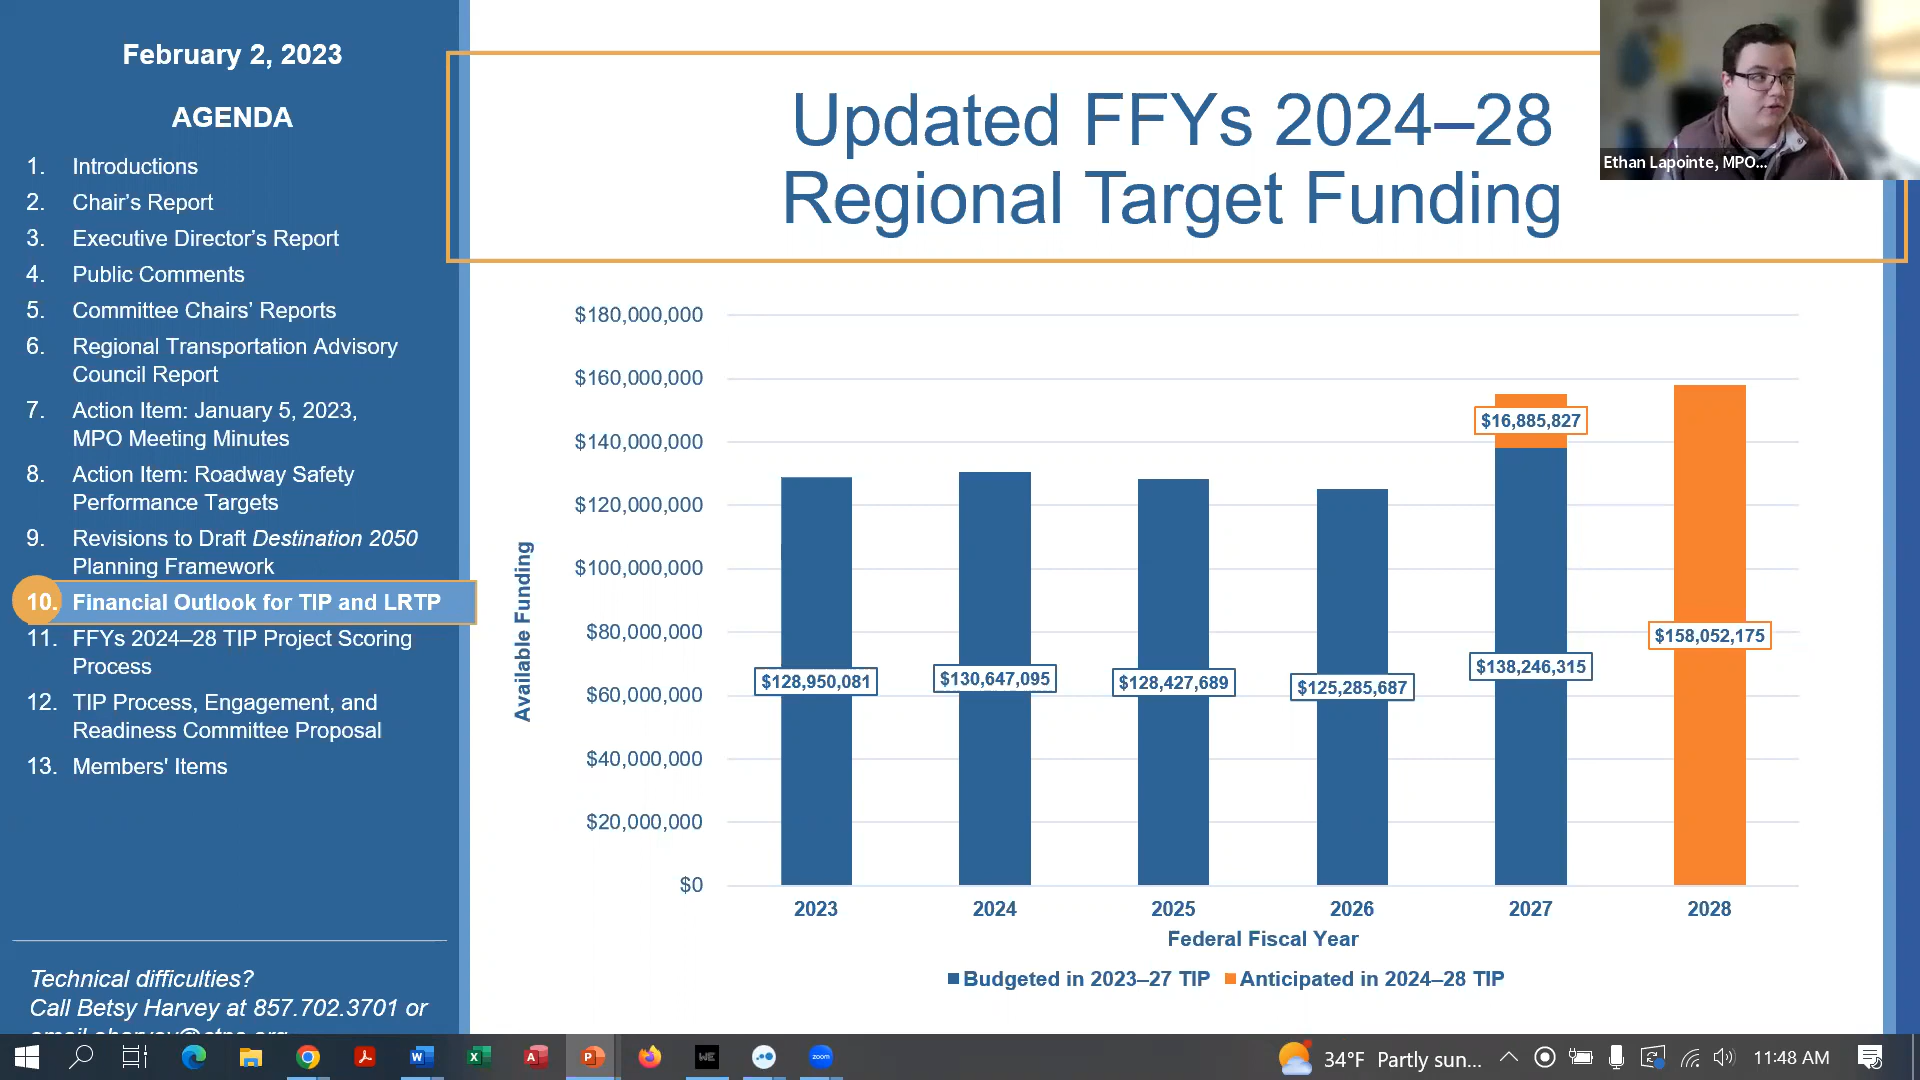 February 2, 2023
AGENDA
1. Introductions
2. Chair’s Report
3. Executive Director’s Report
4. Public Comments
5. Committee Chairs’ Reports
6. Regional Transportation Advisory
Council Report
7. Action Item: January 5, 2023,
MPO Meeting Minutes
8. Action Item: Roadway Safety
Performance Targets
9. Revisions to Draft Destination 2050
Planning Framework
10. Financial Outlook for TIP and LRTP
11. FFYs 2024–28 TIP Project Scoring
Process
12. TIP Process, Engagement, and
Readiness Committee Proposal
13. Members' Items
Technical difficulties?
Call Betsy Harvey at 857.702.3701 or
Updated FFYs 2024–28
Regional Target Funding
Ethan Lapointe, MPO...
Available Funding
$180,000,000
$160,000,000
$140,000,000
$120,000,000
$100,000,000
$80,000,000
$60,000,000
$40,000,000
$20,000,000
$0
$128,950,081
$130,647,095
$128,427,689
$125,285,687
$16,885,827
$138,246,315
$158,052,175
2023 2024 2025 2026 2027 2028
Federal Fiscal Year
Budgeted in 2023–27 TIP Anticipated in 2024–28 TIP
WE
zoom
34°F Partly sun...
11:48 AM